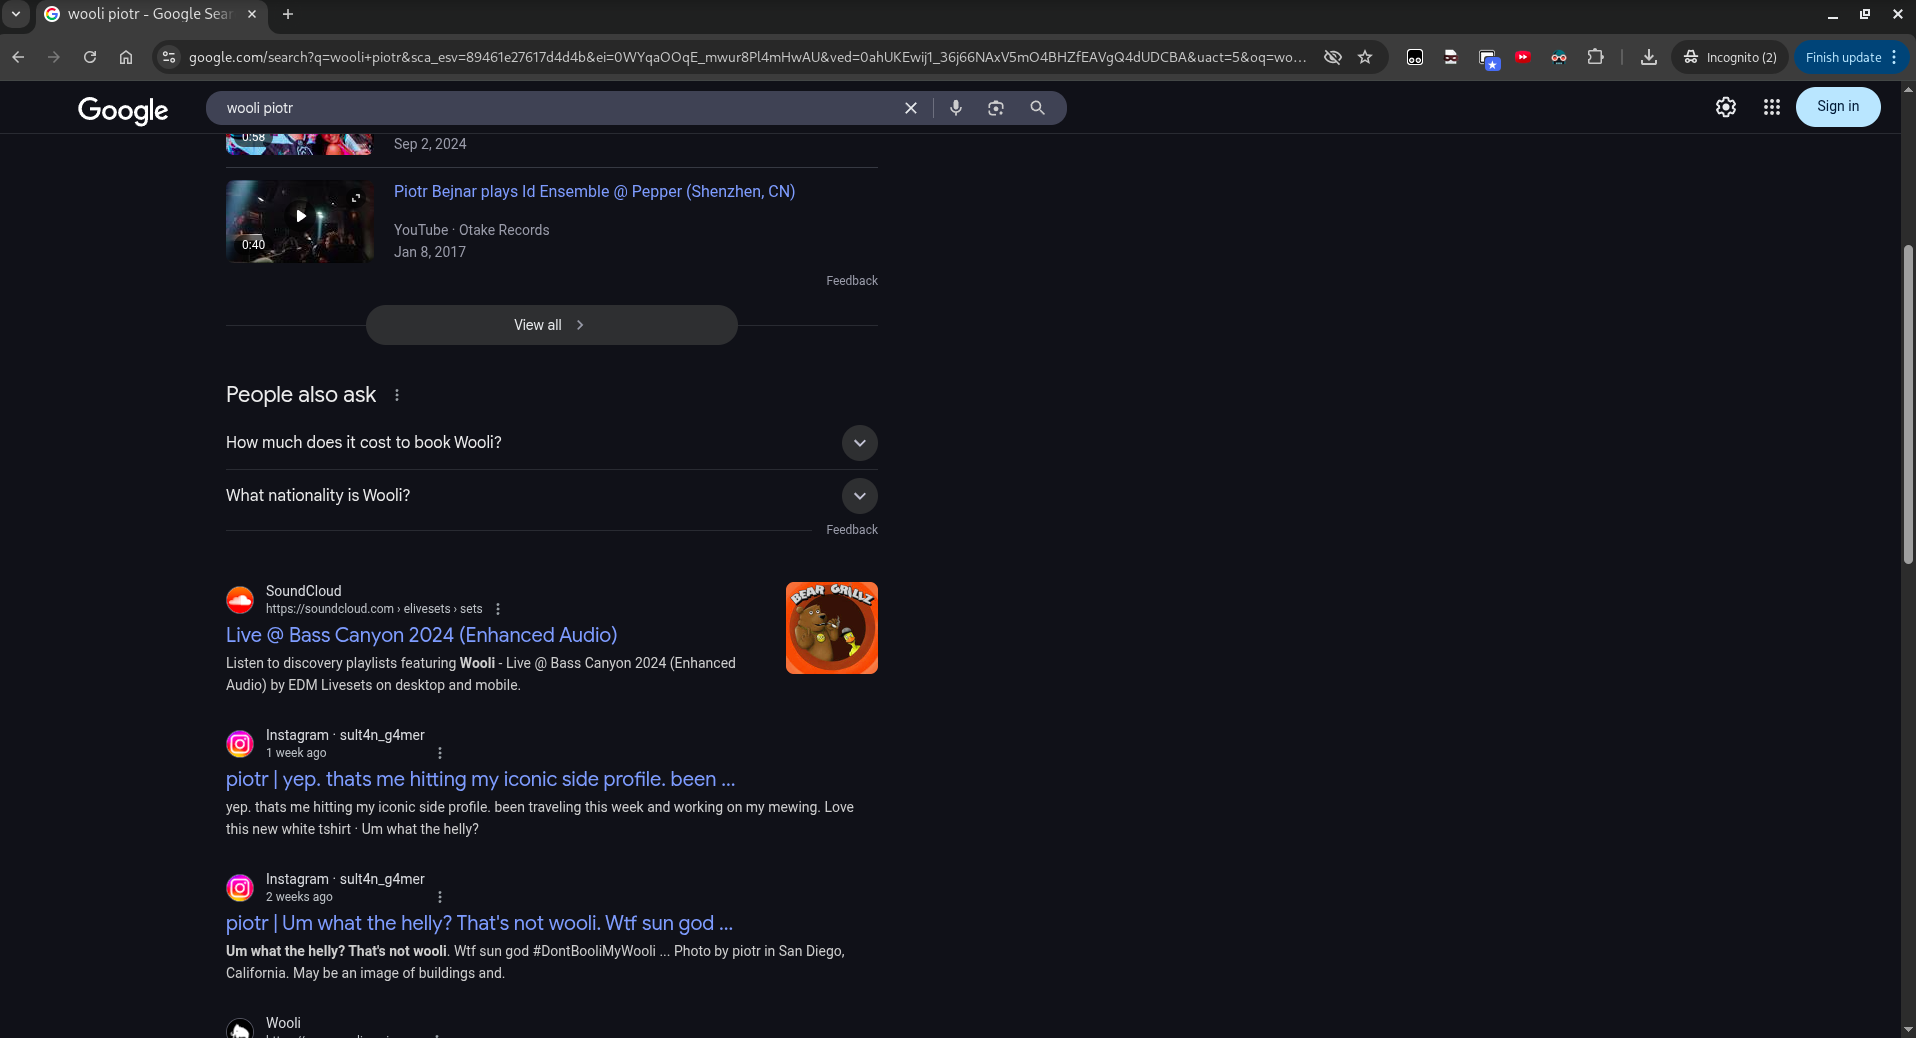 wooli piotr - Google Sear
google.com/search?q=wooli+piotr&sca_esv=89461e27617d4d4b&ei=0WYqaOOqE_mwur8Pl4mHwAU&ved=0ahUKEwij1_36j66NAxV5mO4BHZfEAVgQ4dUDCBA&uact=5&oq=wo...
Incognito (2)
Finish update
Google
wooli piotr
Sign in
0:58
Sep 2, 2024
Piotr Bejnar plays Id Ensemble @ Pepper (Shenzhen, CN)
0:40
YouTube · Otake Records
Jan 8, 2017
Feedback
View all
People also ask
How much does it cost to book Wooli?
What nationality is Wooli?
Feedback
SoundCloud
https://soundcloud.com › elivesets › sets
Live @ Bass Canyon 2024 (Enhanced Audio)
Listen to discovery playlists featuring Wooli - Live @ Bass Canyon 2024 (Enhanced
Audio) by EDM Livesets on desktop and mobile.
BEAR GRILLZ
Instagram · sult4n_g4mer
1 week ago
piotr | yep. thats me hitting my iconic side profile. been ...
yep. thats me hitting my iconic side profile. been traveling this week and working on my mewing. Love
this new white tshirt · Um what the helly?
Instagram · sult4n_g4mer
2 weeks ago
piotr | Um what the helly? That's not wooli. Wtf sun god ...
Um what the helly? That's not wooli. Wtf sun god #DontBooliMyWooli ... Photo by piotr in San Diego,
California. May be an image of buildings and.
Wooli